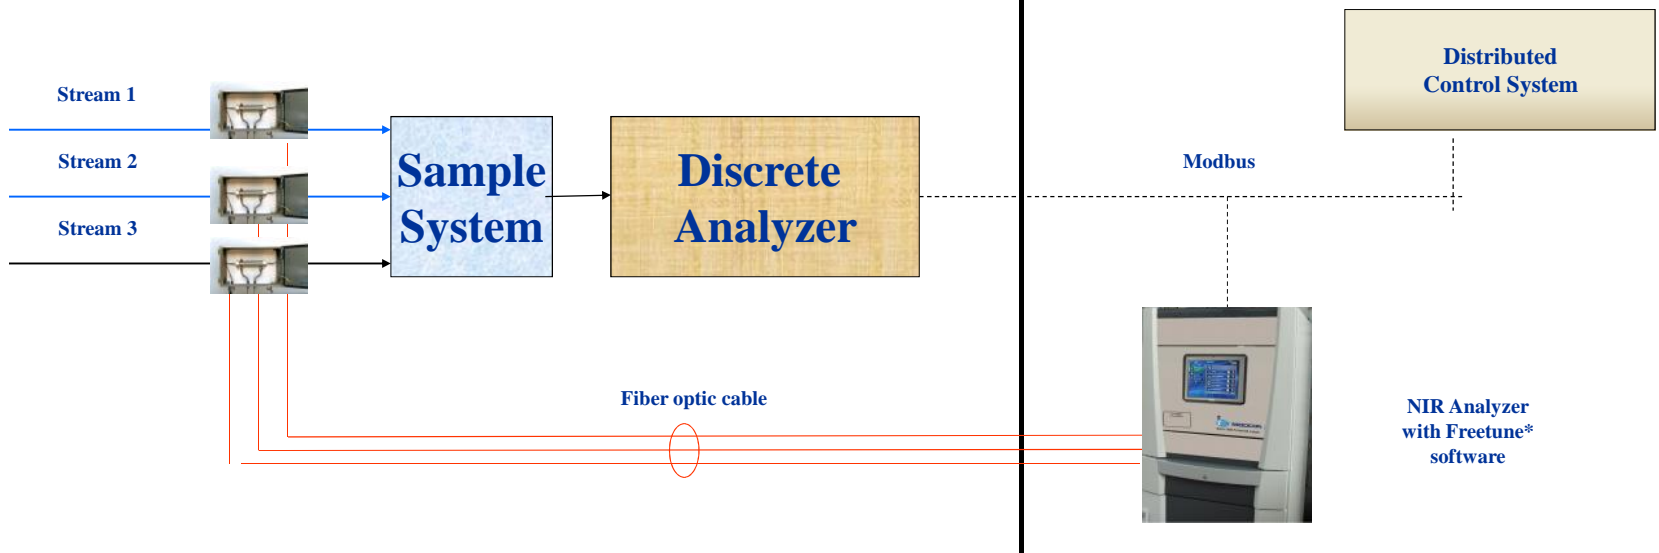 Stream 1
Stream 2
Stream 3
Sample
System
Discrete
Analyzer
Modbus
Distributed
Control System
Fiber optic cable
NIR Analyzer
with Freetune*
software